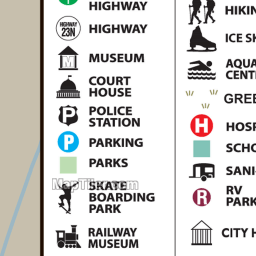 HIGHWAY
HIGHWAY
23N
HIGHWAY
M
MUSEUM
COURT
HOUSE
P
POLICE
STATION
P
PARKING
PARKS
SKATE
BOARDING
PARK
RAILWAY
MUSEUM
HIKIN
ICE S
AQUA
CENT
GREE
H
HOSP
SCHO
SANI
R
RV
PARK
CITY H